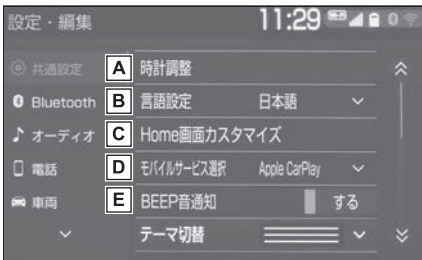 設定・編集 11:29
共通設定 A 時計調整
Bluetooth B 言語設定 日本語
オーディオ C Home画面カスタマイズ
電話 D モバイルサービス選択 Apple CarPlay
車両 E BEEP音通知 する
テーマ切替